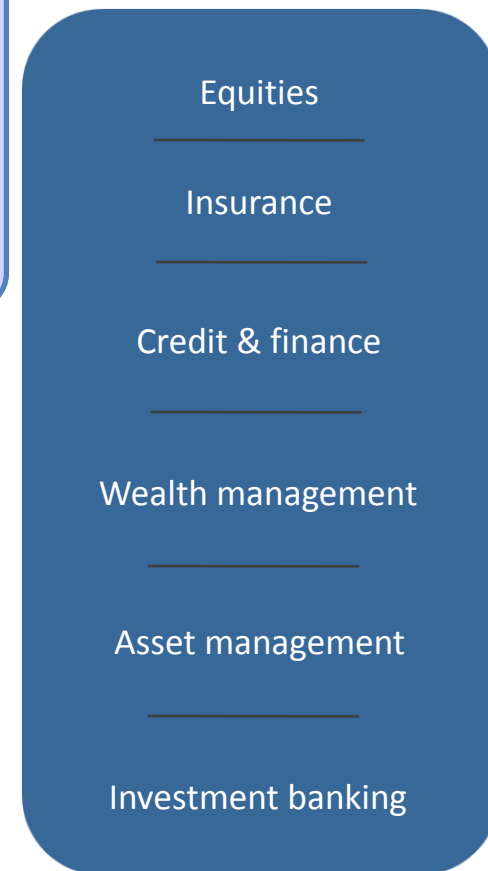 Equities
Insurance
Credit & finance
Wealth management
Asset management
Investment banking